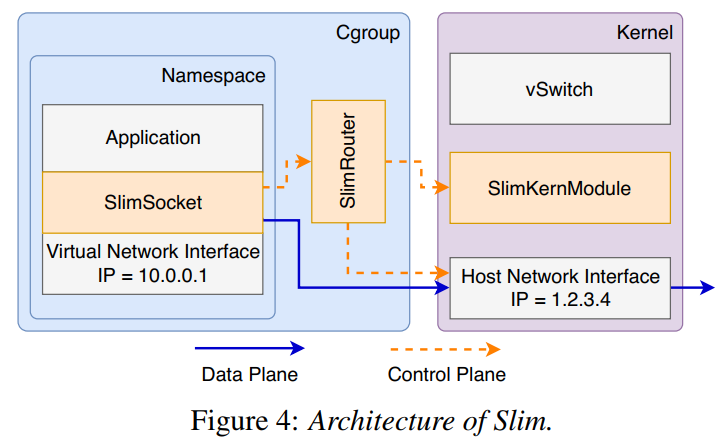 Cgroup
Kernel
Namespace
Application
SlimSocket
Virtual Network Interface
IP = 10.0.0.1
SlimRouter
vSwitch
SlimKernModule
Host Network Interface
IP = 1.2.3.4
Data Plane
Control Plane
Figure 4: Architecture of Slim.